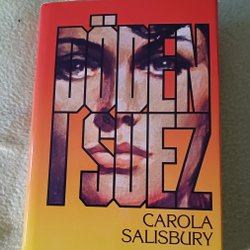 DÖDEN
I SUEZ
CAROLA
SALISBURY